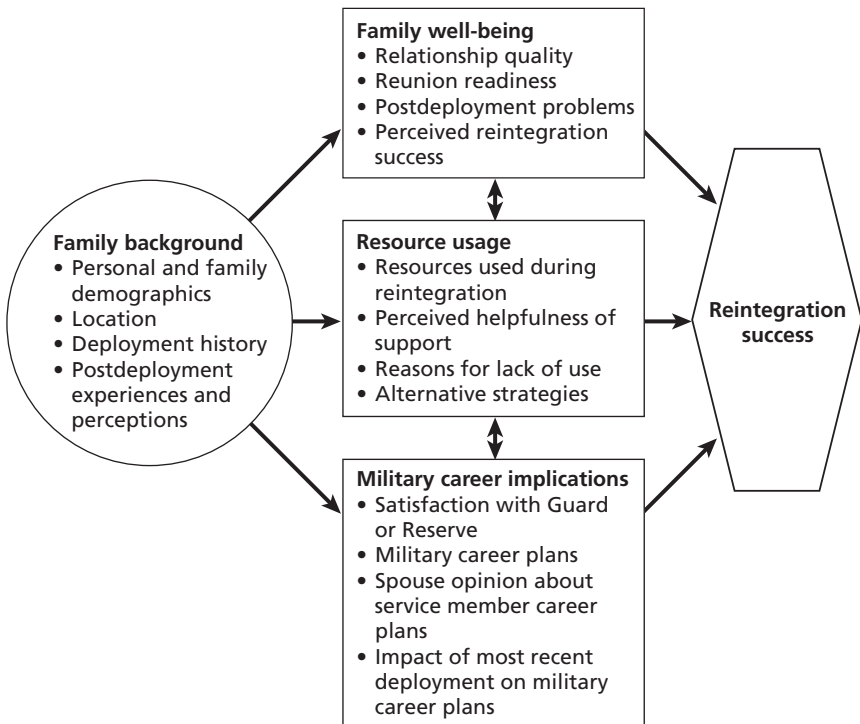 Family well-being
• Relationship quality
• Reunion readiness
• Postdeployment problems
• Perceived reintegration
success
Family background
• Personal and family
demographics
• Location
• Deployment history
• Postdeployment
experiences and
perceptions
Resource usage
• Resources used during
reintegration
• Perceived helpfulness of
support
• Reasons for lack of use
• Alternative strategies
Reintegration
success
Military career implications
• Satisfaction with Guard
or Reserve
• Military career plans
• Spouse opinion about
service member career
plans
• Impact of most recent
deployment on military
career plans